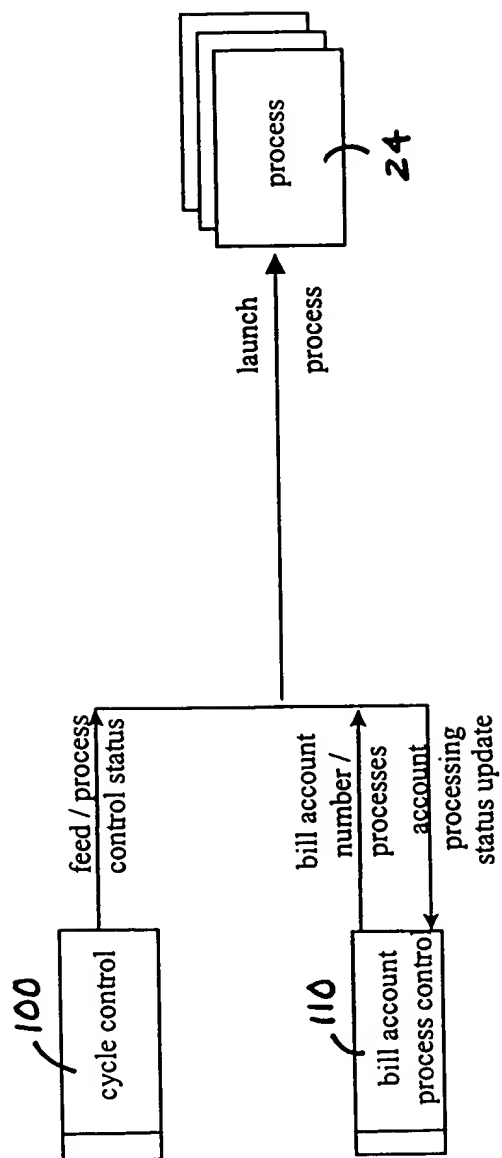 100
cycle control
feed / process
control status
110
bill account
process control
bill account
number /
processes
account
processing
status update
launch
process
process
24